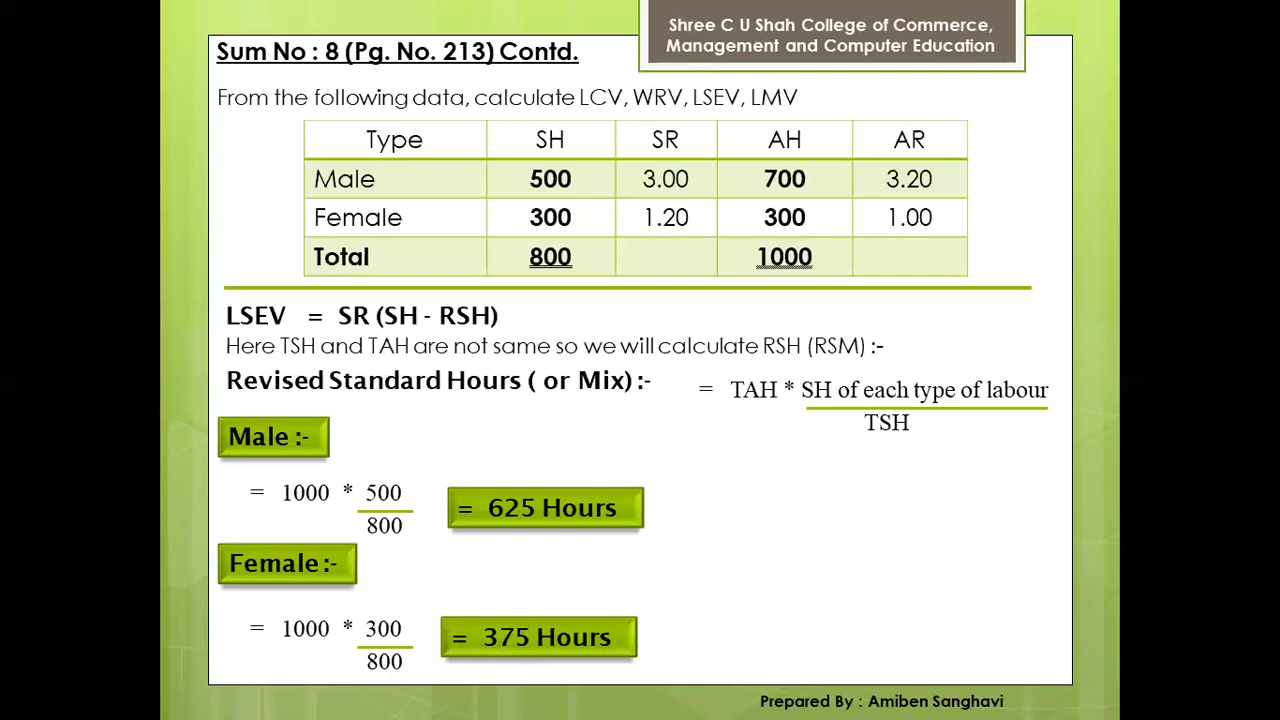 Shree C U Shah College of Commerce,
Management and Computer Education
Sum No : 8 (Pg. No. 213) Contd.
From the following data, calculate LCV, WRV, LSEV, LMV
Type SH SR AH AR
Male 500 3.00 700 3.20
Female 300 1.20 300 1.00
Total 800 1000
LSEV = SR (SH - RSH)
Here TSH and TAH are not same so we will calculate RSH (RSM) :-
Revised Standard Hours ( or Mix) :- = TAH * SH of each type of labour
TSH
Male :-
= 1000 * 500
800
= 625 Hours
Female :-
= 1000 * 300
800
= 375 Hours
Prepared By : Amiben Sanghavi